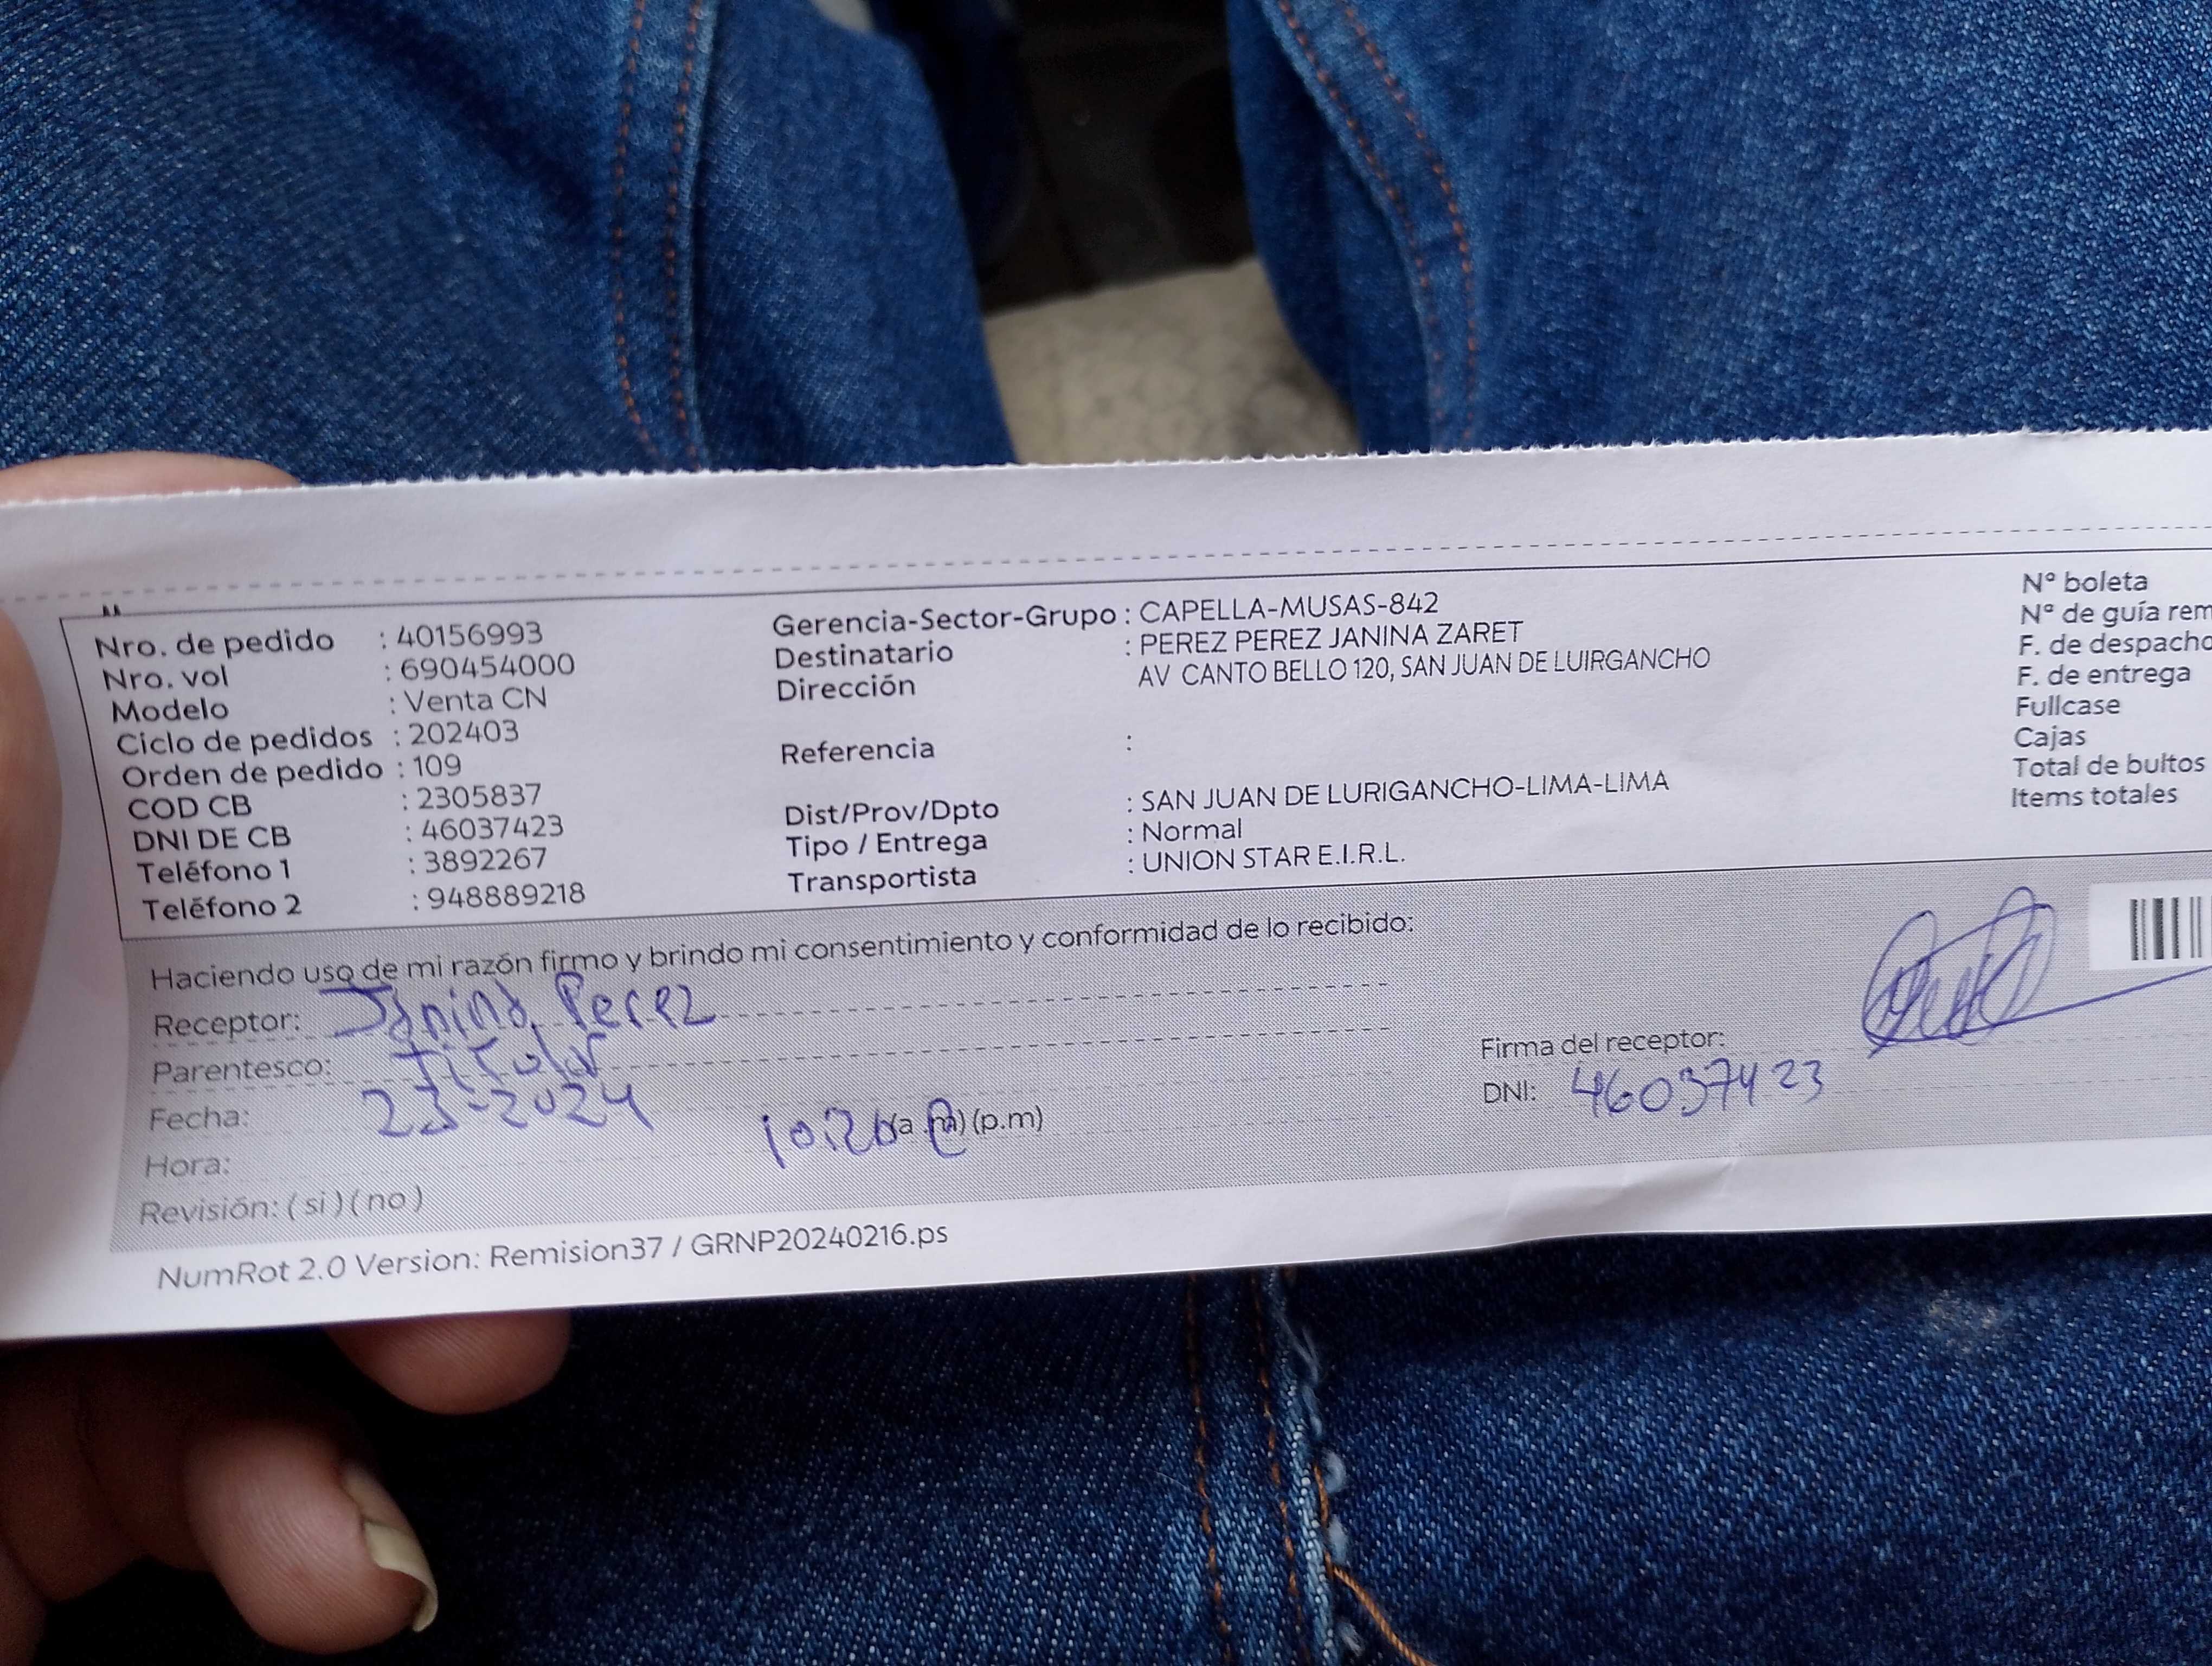 Nro. de pedido : 40156993
Nro. vol : 690454000
Modelo : Venta CN
Ciclo de pedidos : 202403
Orden de pedido : 109
COD CB : 2305837
DNI DE CB : 46037423
Teléfono 1 : 3892267
Teléfono 2 : 948889218
Gerencia-Sector-Grupo : CAPELLA-MUSAS-842
Destinatario : PEREZ PEREZ JANINA ZARET
Dirección AV CANTO BELLO 120, SAN JUAN DE LUIRGANCHO
Referencia :
Dist/Prov/Dpto : SAN JUAN DE LURIGANCHO-LIMA-LIMA
Tipo / Entrega : Normal
Transportista : UNION STAR E.I.R.L.
N° boleta
N° de guía rem
F. de despacho
F. de entrega
Fullcase
Cajas
Total de bultos
Items totales
Haciendo uso de mi razón firmo y brindo mi consentimiento y conformidad de lo recibido:
Receptor: Janina Perez
Parentesco: Titular
Fecha: 23-2024
Hora: (a.m) (p.m)
Revisión: ( si ) ( no )
Firma del receptor:
DNI: 46037423
NumRot 2.0 Version: Remision37 / GRNP20240216.ps